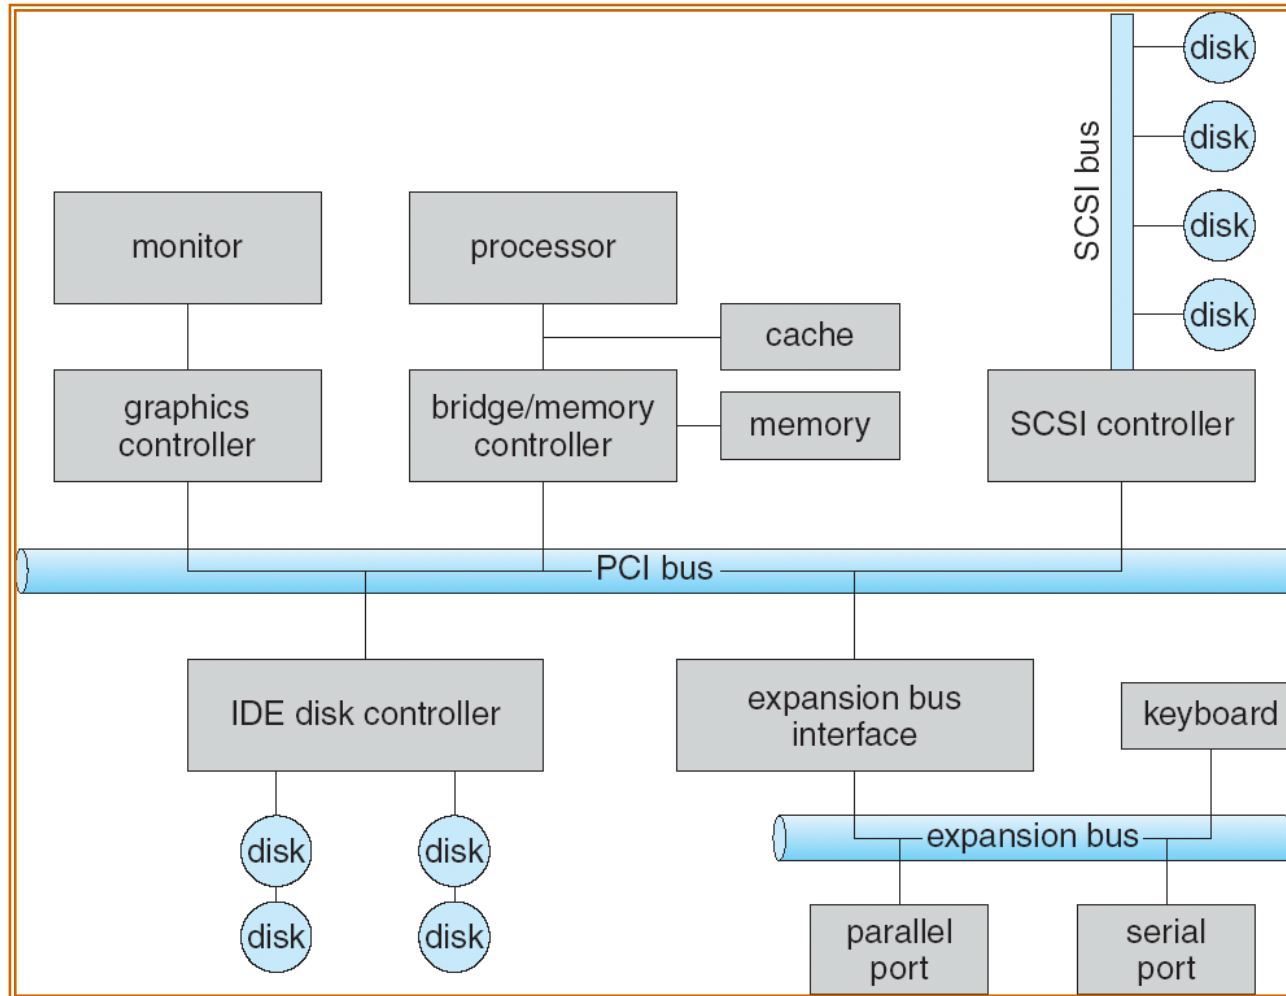 disk
disk
disk
disk
SCSI bus
monitor
processor
cache
graphics
controller
bridge/memory
controller
memory
SCSI controller
PCI bus
IDE disk controller
expansion bus
interface
keyboard
disk
disk
disk
disk
expansion bus
parallel
port
serial
port